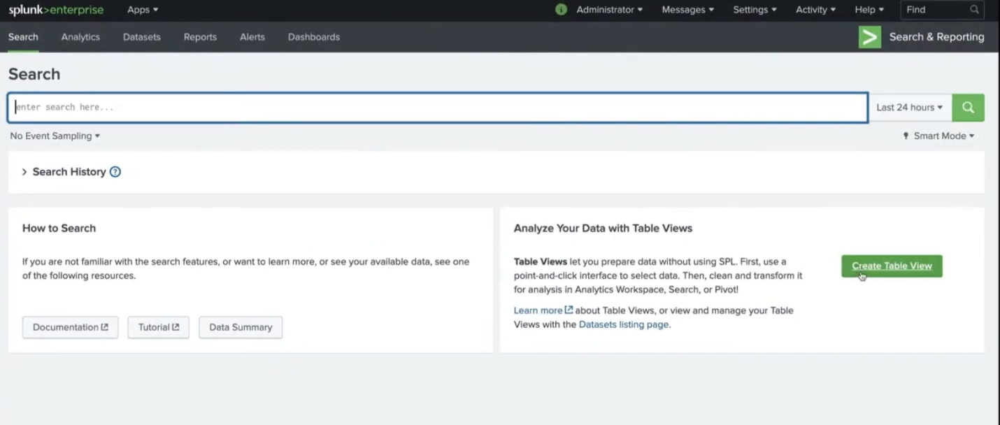 splunk>enterprise Apps Administrator Messages Settings Activity Help Find
Search Analytics Datasets Reports Alerts Dashboards Search & Reporting
Search
enter search here... Last 24 hours
No Event Sampling Smart Mode
Search History
How to Search
If you are not familiar with the search features, or want to learn more, or see your available data, see one
of the following resources.
Documentation Tutorial Data Summary
Analyze Your Data with Table Views
Table Views let you prepare data without using SPL. First, use a
point-and-click interface to select data. Then, clean and transform it
for analysis in Analytics Workspace, Search, or Pivot!
Learn more about Table Views, or view and manage your Table
Views with the Datasets listing page.
Create Table View